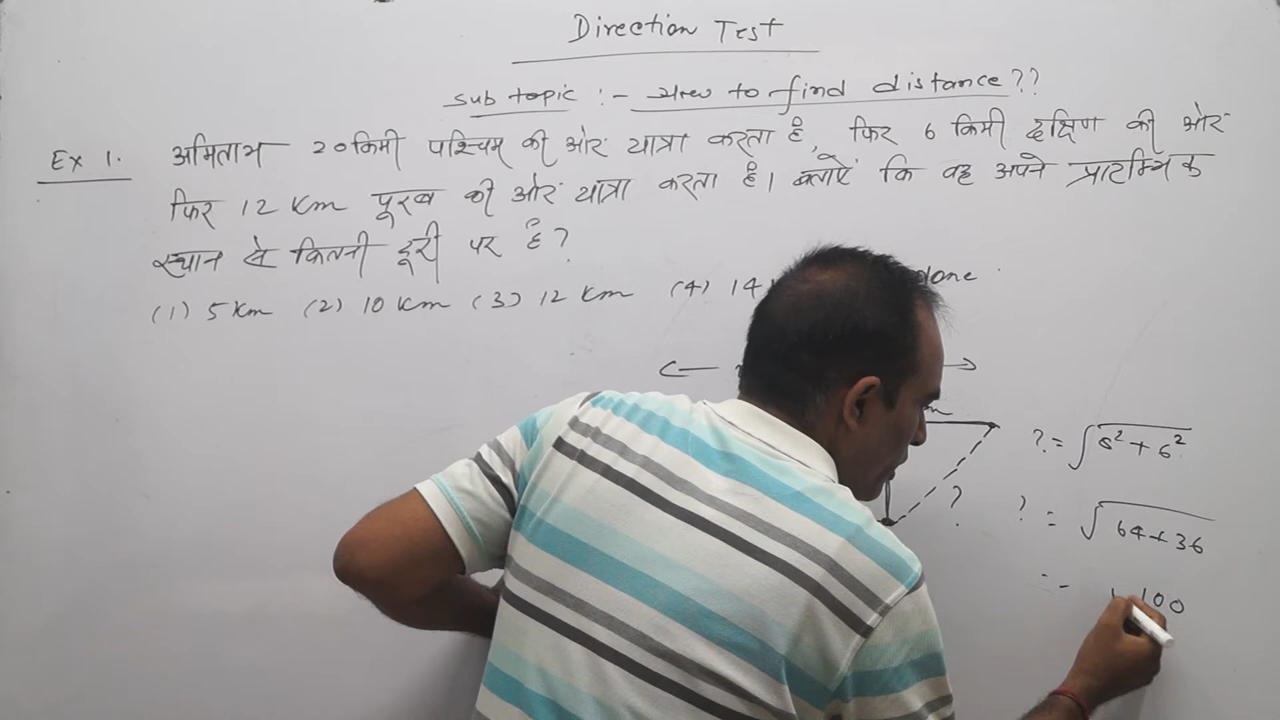 Direction Test
Sub topic :- How to find distance??
Ex 1. अमिताभ 20 किमी पश्चिम की ओर यात्रा करता है, फिर 6 किमी दक्षिण की ओर
फिर 12 Km पूरब की ओर यात्रा करता है। बताऐं कि वह अपने प्रारम्भिक
स्थान से कितनी दूरी पर है?
(1) 5 Km (2) 10 Km (3) 12 Km (4) 14
? = √8² + 6²
?
? = √64+36
100